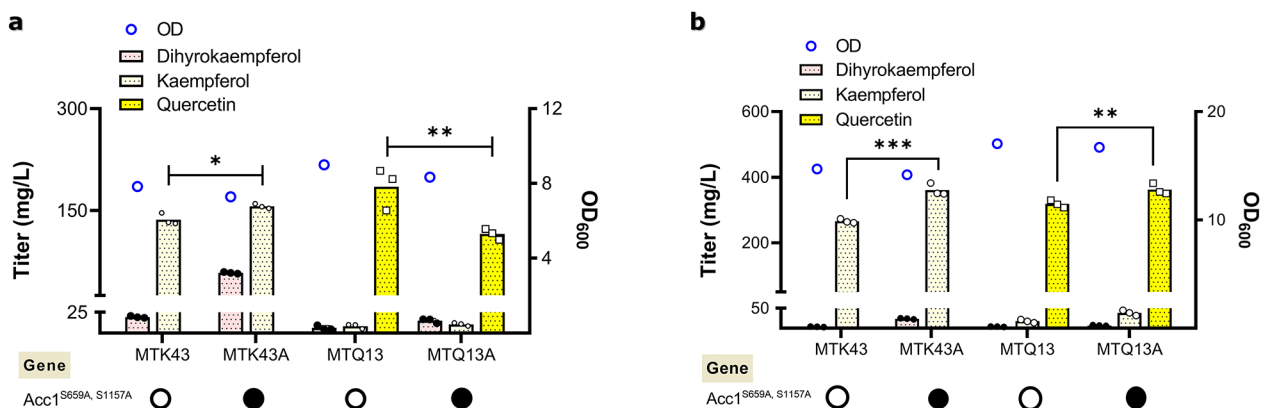 a
OD
Dihyrokaempferol
Kaempferol
Quercetin
300
150
25
Titer (mg/L)
12
8
4
OD600
*
**
MTK43
MTK43A
MTQ13
MTQ13A
Gene
Acc1S659A, S1157A
b
OD
Dihyrokaempferol
Kaempferol
Quercetin
600
400
200
50
Titer (mg/L)
20
10
OD600
***
**
MTK43
MTK43A
MTQ13
MTQ13A
Gene
Acc1S659A, S1157A